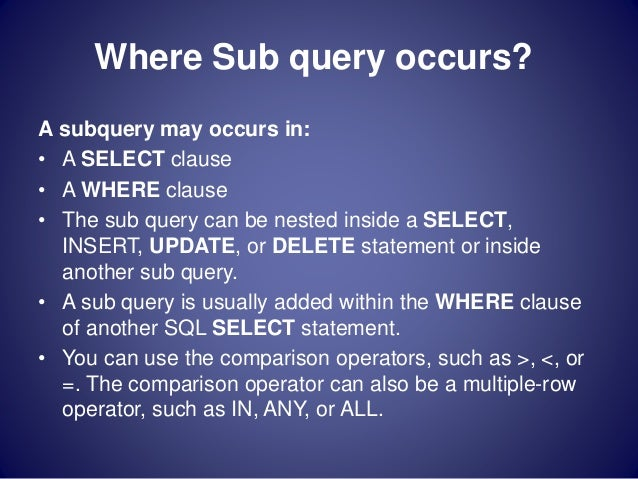 Where Sub query occurs?
A subquery may occurs in:
• A SELECT clause
• A WHERE clause
• The sub query can be nested inside a SELECT,
INSERT, UPDATE, or DELETE statement or inside
another sub query.
• A sub query is usually added within the WHERE clause
of another SQL SELECT statement.
• You can use the comparison operators, such as >, <, or
=. The comparison operator can also be a multiple-row
operator, such as IN, ANY, or ALL.